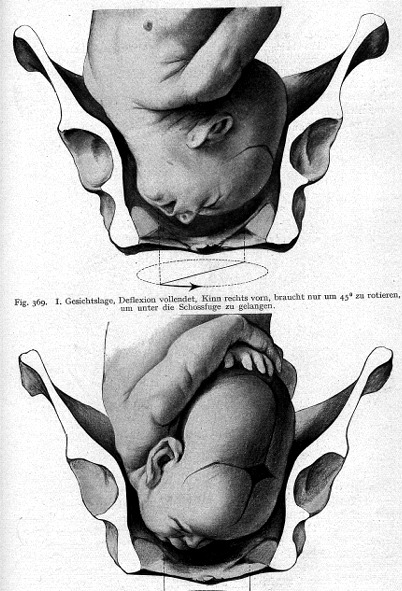 Fig. 369. I. Gesichtslage, Deflexion vollendet, Kinn rechts vorn, braucht nur um 45° zu rotieren,
um unter die Schossfuge zu gelangen.